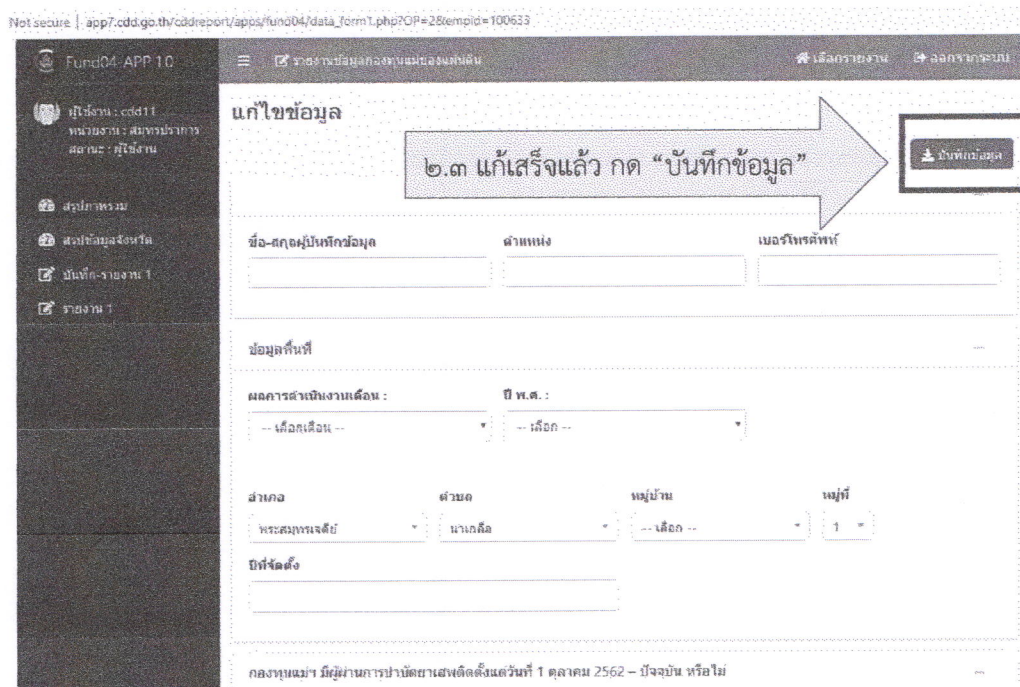 Not secure | app7.cdd.go.th/cddreport/apps/fund04/data_form1.php?OP=2&tempid=100633
Fund04-APP 1.0
รายงานข้อมูลกองทุนแม่ของแผ่นดิน
เลือกรายงาน
ออกจากระบบ
ผู้ใช้งาน : cdd11
หน่วยงาน : สมุทรปราการ
สถานะ : ผู้ใช้งาน
สรุปภาพรวม
สรุปข้อมูลจังหวัด
บันทึก-รายงาน 1
รายงาน 1
แก้ไขข้อมูล
๒.๓ แก้เสร็จแล้ว กด “บันทึกข้อมูล”
บันทึกข้อมูล
ชื่อ-สกุลผู้บันทึกข้อมูล ตำแหน่ง เบอร์โทรศัพท์
ข้อมูลพื้นที่
ผลการดำเนินงานเดือน : ปี พ.ศ. :
-- เลือกเดือน -- -- เลือก --
อำเภอ ตำบล หมู่บ้าน หมู่ที่
พระสมุทรเจดีย์ นาเกลือ -- เลือก -- 1
ปีที่จัดตั้ง
กองทุนแม่ฯ มีผู้ผ่านการบำบัดยาเสพติดตั้งแต่วันที่ 1 ตุลาคม 2562 – ปัจจุบัน หรือไม่